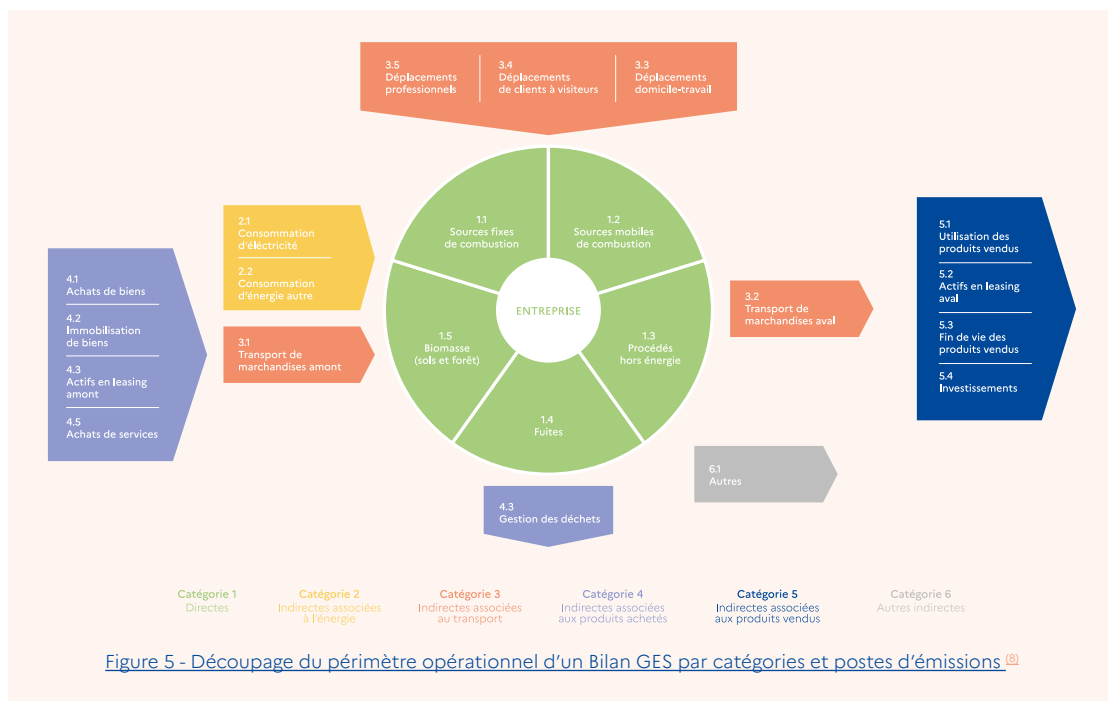 3.5
Déplacements
professionnels
3.4
Déplacements
de clients à visiteurs
3.3
Déplacements
domicile-travail
2.1
Consommation
d'éléctricité
2.2
Consommation
d'énergie autre
3.1
Transport de
marchandises amont
4.1
Achats de biens
4.2
Immobilisation
de biens
4.3
Actifs en leasing
amont
4.5
Achats de services
1.1
Sources fixes
de combustion
1.2
Sources mobiles
de combustion
ENTREPRISE
1.5
Biomasse
(sols et forêt)
1.3
Procédés
hors énergie
1.4
Fuites
3.2
Transport de
marchandises aval
5.1
Utilisation des
produits vendus
5.2
Actifs en leasing
aval
5.3
Fin de vie des
produits vendus
5.4
Investissements
6.1
Autres
4.3
Gestion des déchets
Catégorie 1
Directes
Catégorie 2
Indirectes associées
à l'énergie
Catégorie 3
Indirectes associées
au transport
Catégorie 4
Indirectes associées
aux produits achetés
Catégorie 5
Indirectes associées
aux produits vendus
Catégorie 6
Autres indirectes
Figure 5 - Découpage du périmètre opérationnel d'un Bilan GES par catégories et postes d'émissions (8)